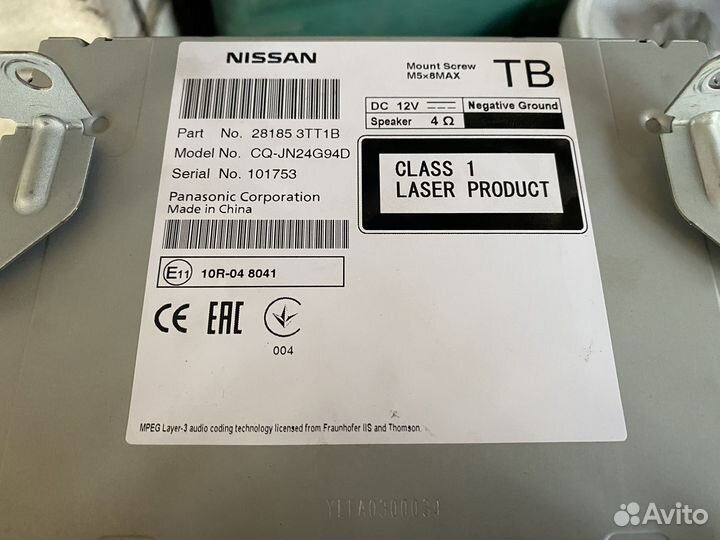 NISSAN
Mount Screw
M5×8MAX
TB
Part No. 28185 3TT1B
Model No. CQ-JN24G94D
Serial No. 101753
Panasonic Corporation
Made in China
DC 12V ⎓ Negative Ground
Speaker 4 Ω
CLASS 1
LASER PRODUCT
E11 10R-04 8041
CE EAC
004
MPEG Layer-3 audio coding technology licensed from Fraunhofer IIS and Thomson.
Avito